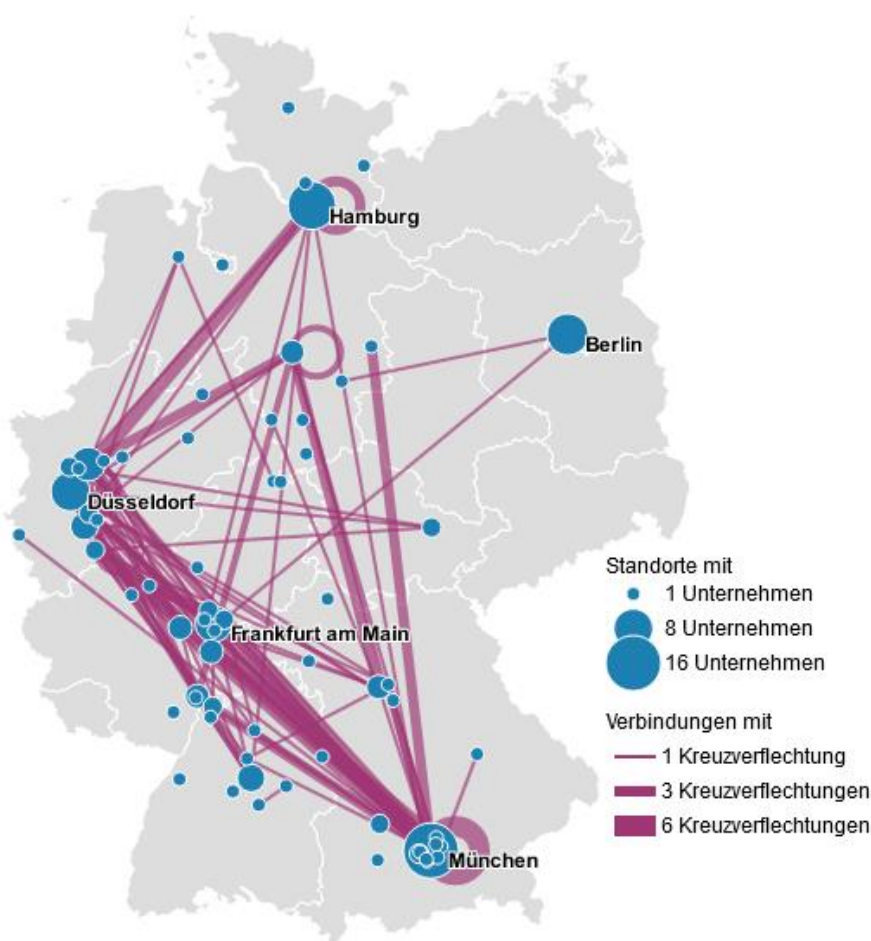 Hamburg
Berlin
Düsseldorf
Standorte mit
1 Unternehmen
8 Unternehmen
Frankfurt am Main
16 Unternehmen
Verbindungen mit
1 Kreuzverflechtung
3 Kreuzverflechtungen
6 Kreuzverflechtungen
München